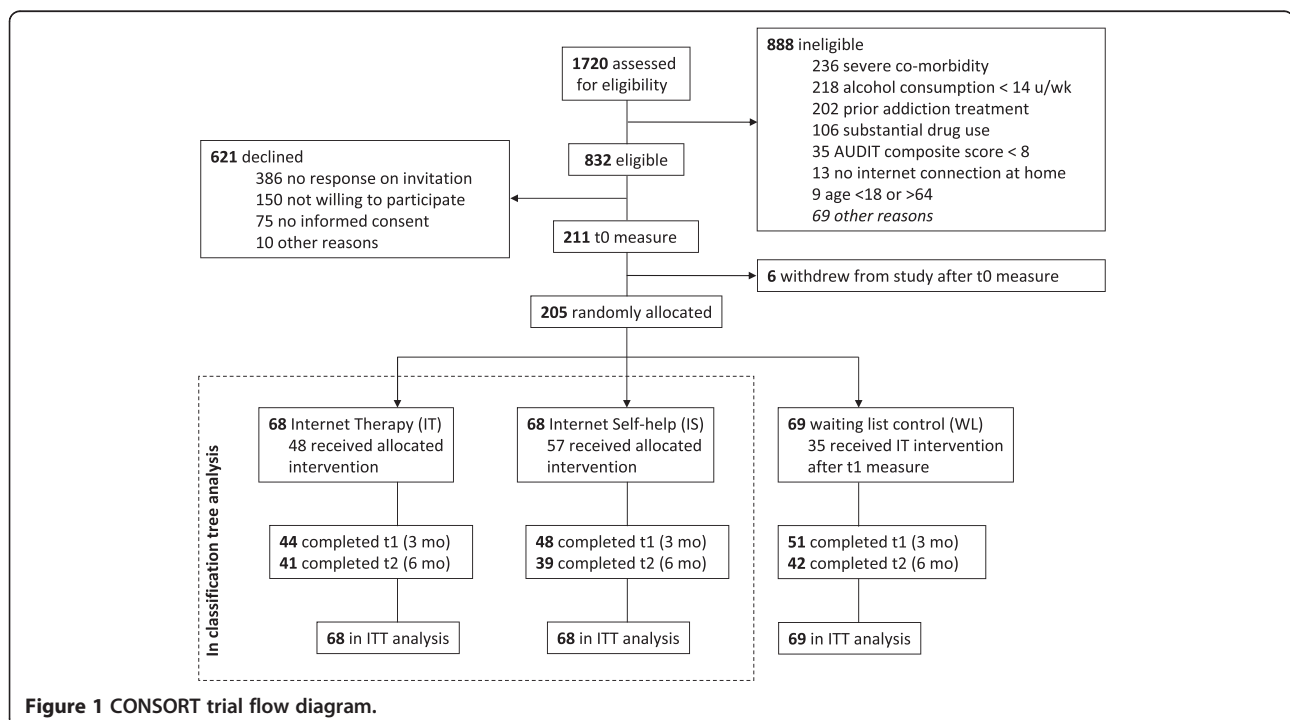 1720 assessed
for eligibility
888 ineligible
236 severe co-morbidity
218 alcohol consumption < 14 u/wk
202 prior addiction treatment
106 substantial drug use
35 AUDIT composite score < 8
13 no internet connection at home
9 age <18 or >64
69 other reasons
832 eligible
621 declined
386 no response on invitation
150 not willing to participate
75 no informed consent
10 other reasons
211 t0 measure
6 withdrew from study after t0 measure
205 randomly allocated
In classification tree analysis
68 Internet Therapy (IT)
48 received allocated
intervention
68 Internet Self-help (IS)
57 received allocated
intervention
69 waiting list control (WL)
35 received IT intervention
after t1 measure
44 completed t1 (3 mo)
41 completed t2 (6 mo)
48 completed t1 (3 mo)
39 completed t2 (6 mo)
51 completed t1 (3 mo)
42 completed t2 (6 mo)
68 in ITT analysis
68 in ITT analysis
69 in ITT analysis
Figure 1 CONSORT trial flow diagram.